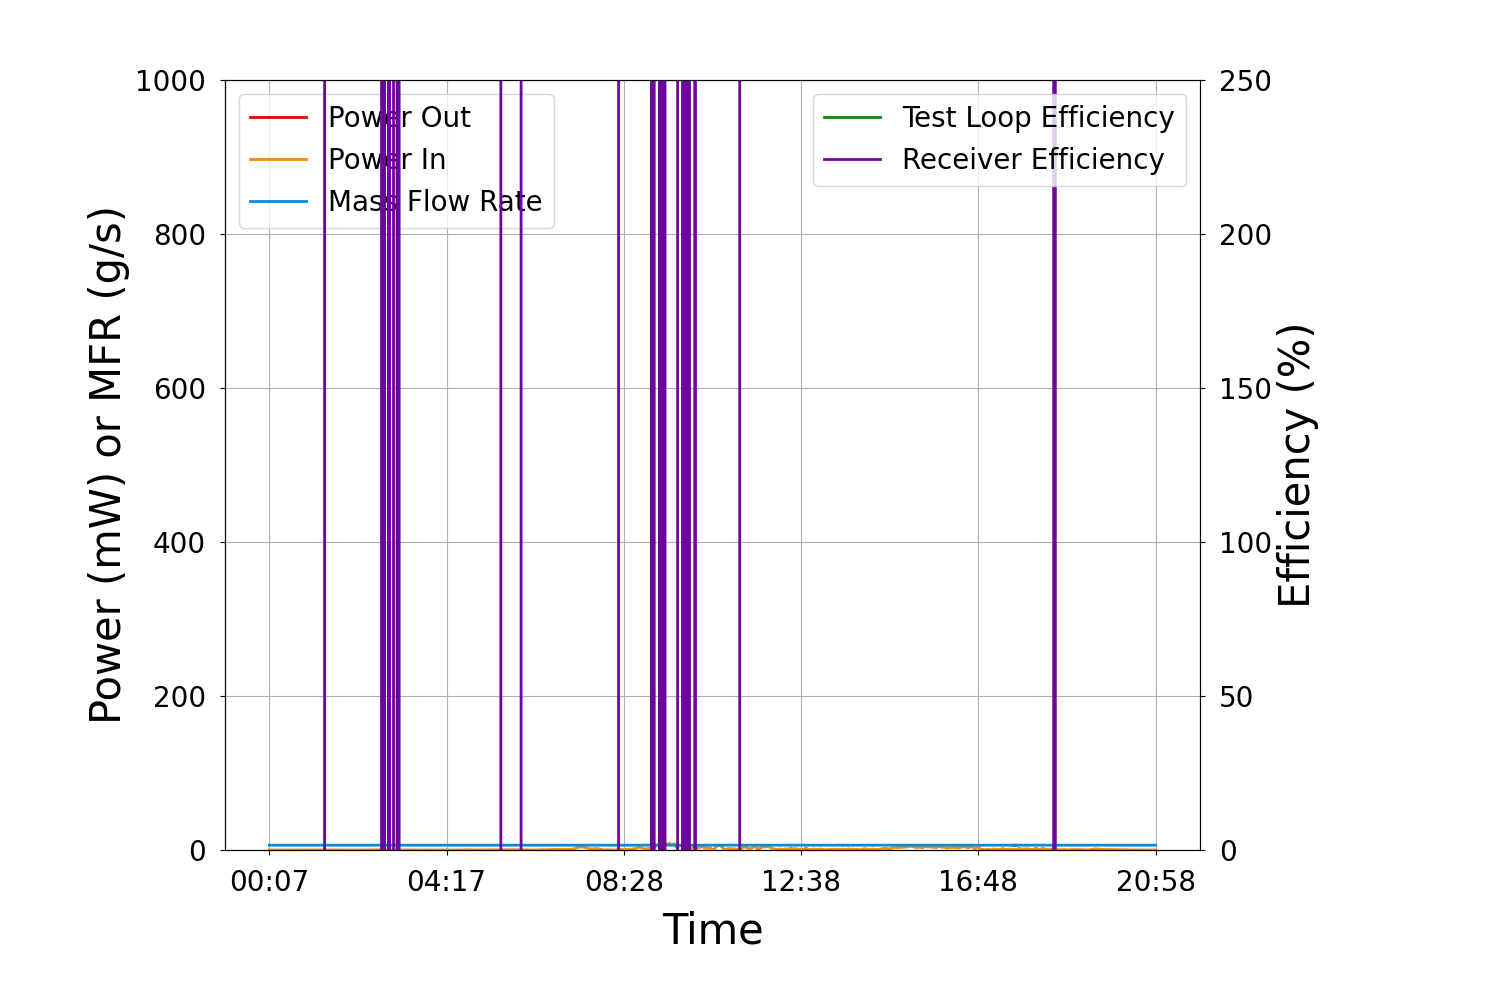 1000
800
600
400
200
0
Power (mW) or MFR (g/s)
Power Out
Power In
Mass Flow Rate
Test Loop Efficiency
Receiver Efficiency
250
200
150
100
50
0
Efficiency (%)
00:07 04:17 08:28 12:38 16:48 20:58
Time